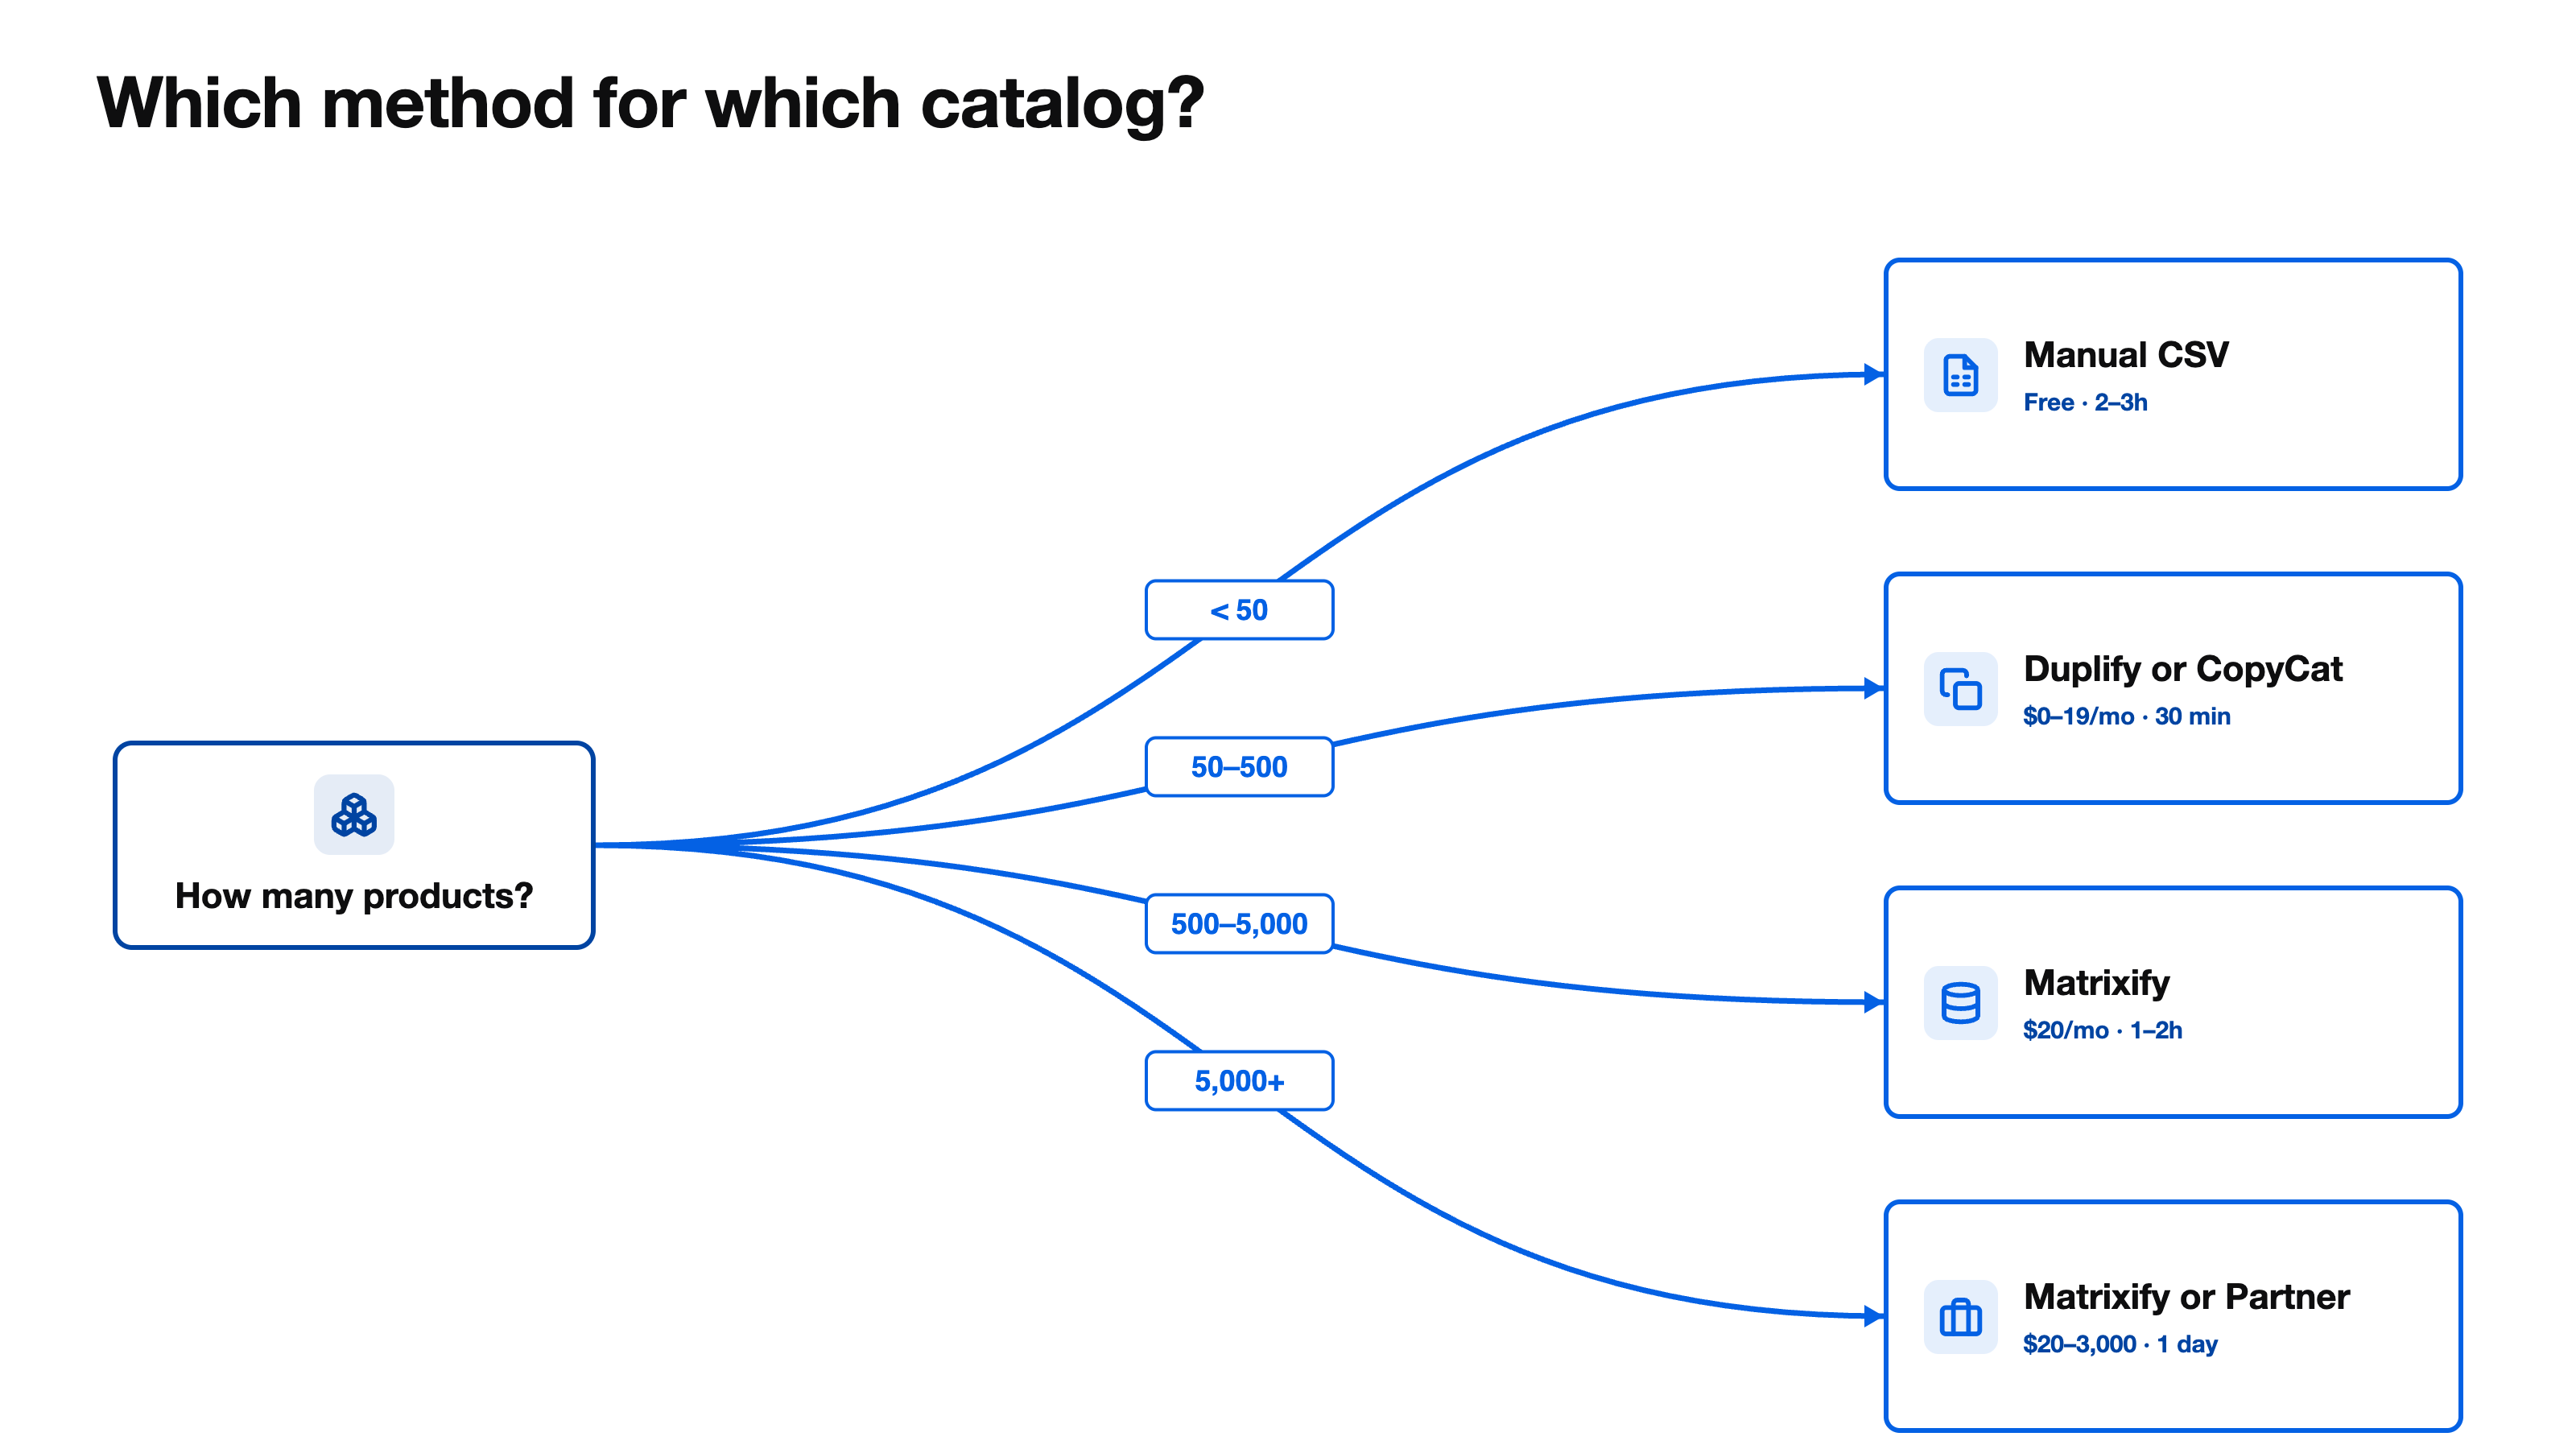 Which method for which catalog?
How many products?
< 50
50–500
500–5,000
5,000+
Manual CSV
Free · 2–3h
Duplify or CopyCat
$0–19/mo · 30 min
Matrixify
$20/mo · 1–2h
Matrixify or Partner
$20–3,000 · 1 day